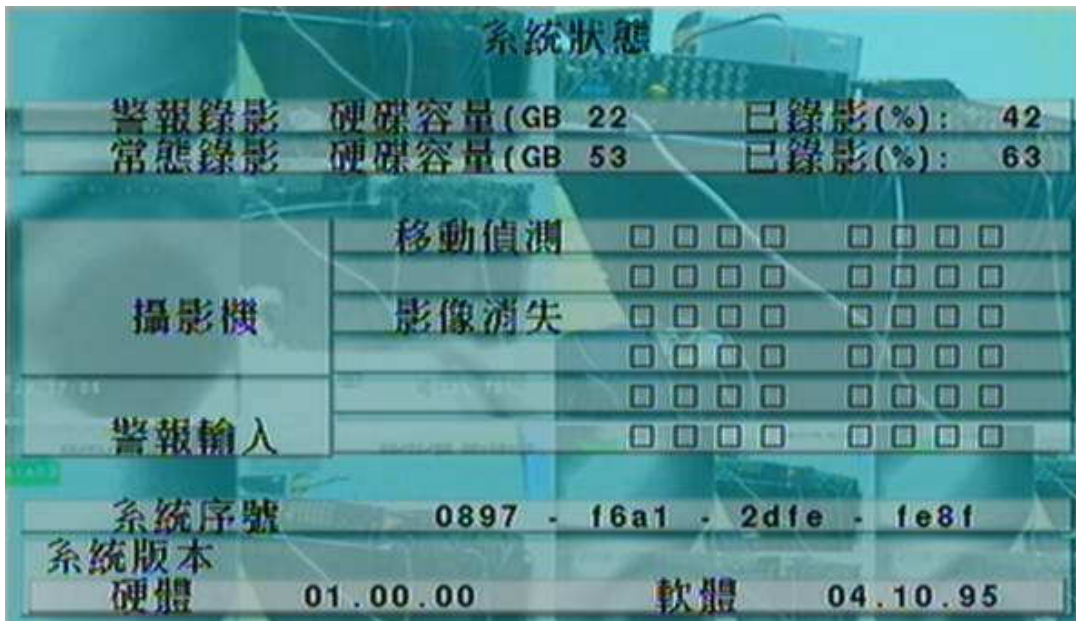 系統狀態
警報錄影 硬碟容量(GB 22 已錄影(%): 42
常態錄影 硬碟容量(GB 53 已錄影(%): 63
移動偵測 □□□□ □□□□
□□□□ □□□□
攝影機 影像消失 □□□□ □□□□
□□□□ □□□□
□□□□ □□□□
警報輸入 □□□□ □□□□
系統序號 0897 - f6a1 - 2dfe - fe8f
系統版本
硬體 01.00.00 軟體 04.10.95